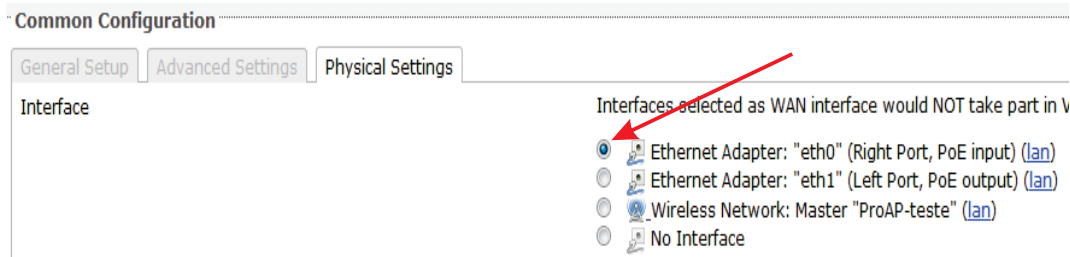 Common Configuration
General Setup Advanced Settings Physical Settings
Interface
Interfaces selected as WAN interface would NOT take part in
Ethernet Adapter: "eth0" (Right Port, PoE input) (lan)
Ethernet Adapter: "eth1" (Left Port, PoE output) (lan)
Wireless Network: Master "ProAP-teste" (lan)
No Interface